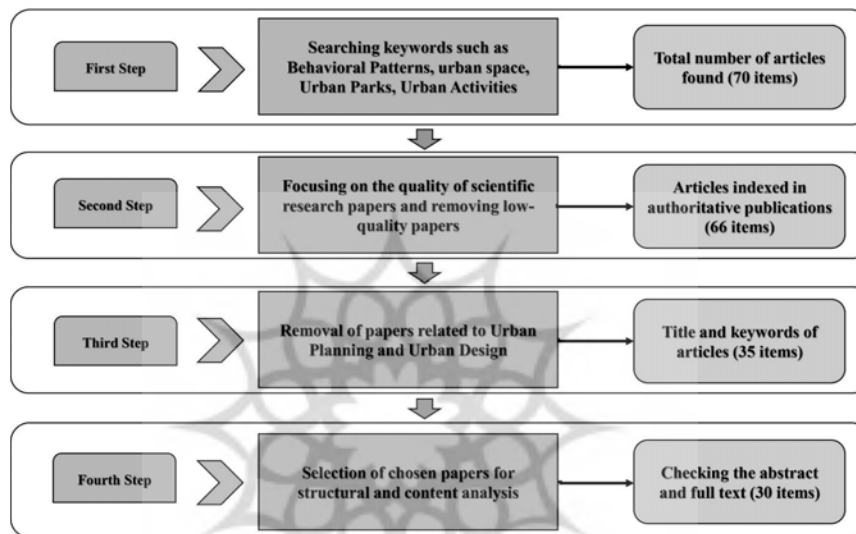 First Step
Searching keywords such as
Behavioral Patterns, urban space,
Urban Parks, Urban Activities
Total number of articles
found (70 items)
Second Step
Focusing on the quality of scientific
research papers and removing low-
quality papers
Articles indexed in
authoritative publications
(66 items)
Third Step
Removal of papers related to Urban
Planning and Urban Design
Title and keywords of
articles (35 items)
Fourth Step
Selection of chosen papers for
structural and content analysis
Checking the abstract
and full text (30 items)